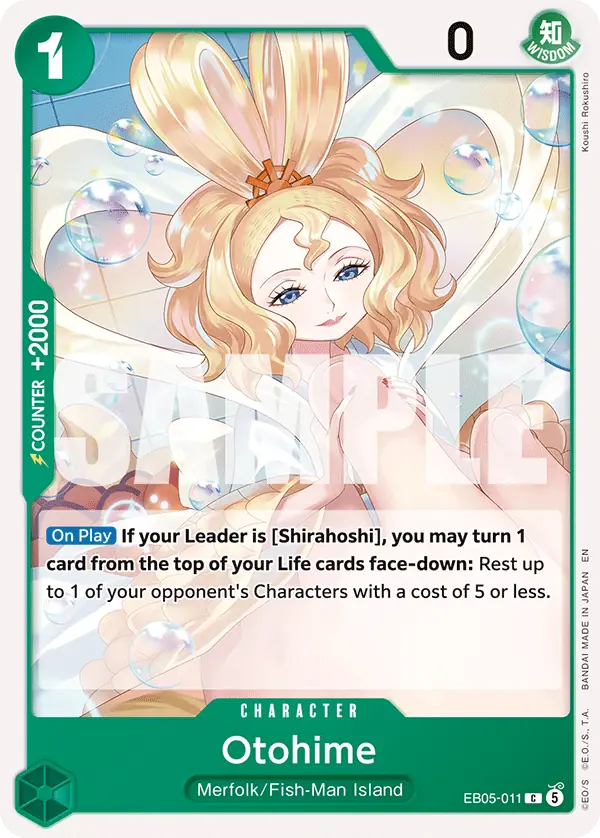 1
0
知
WISDOM
Koushi Rokushiro
COUNTER +2000
SAMPLE
On Play If your Leader is [Shirahoshi], you may turn 1
card from the top of your Life cards face-down: Rest up
to 1 of your opponent's Characters with a cost of 5 or less.
CHARACTER
Otohime
Merfolk/Fish-Man Island
EB05-011 C 5
©E.O/S ©E.O./S., T.A. BANDAI MADE IN JAPAN EN